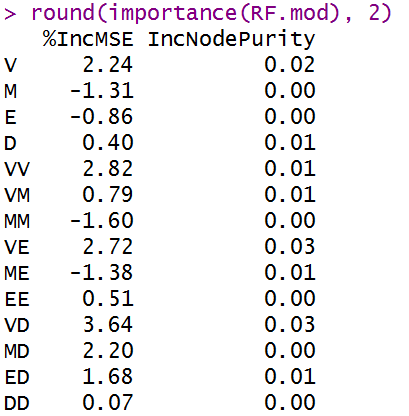 > round(importance(RF.mod), 2)
%IncMSE IncNodePurity
V 2.24 0.02
M -1.31 0.00
E -0.86 0.00
D 0.40 0.01
VV 2.82 0.01
VM 0.79 0.01
MM -1.60 0.00
VE 2.72 0.03
ME -1.38 0.01
EE 0.51 0.00
VD 3.64 0.03
MD 2.20 0.00
ED 1.68 0.01
DD 0.07 0.00